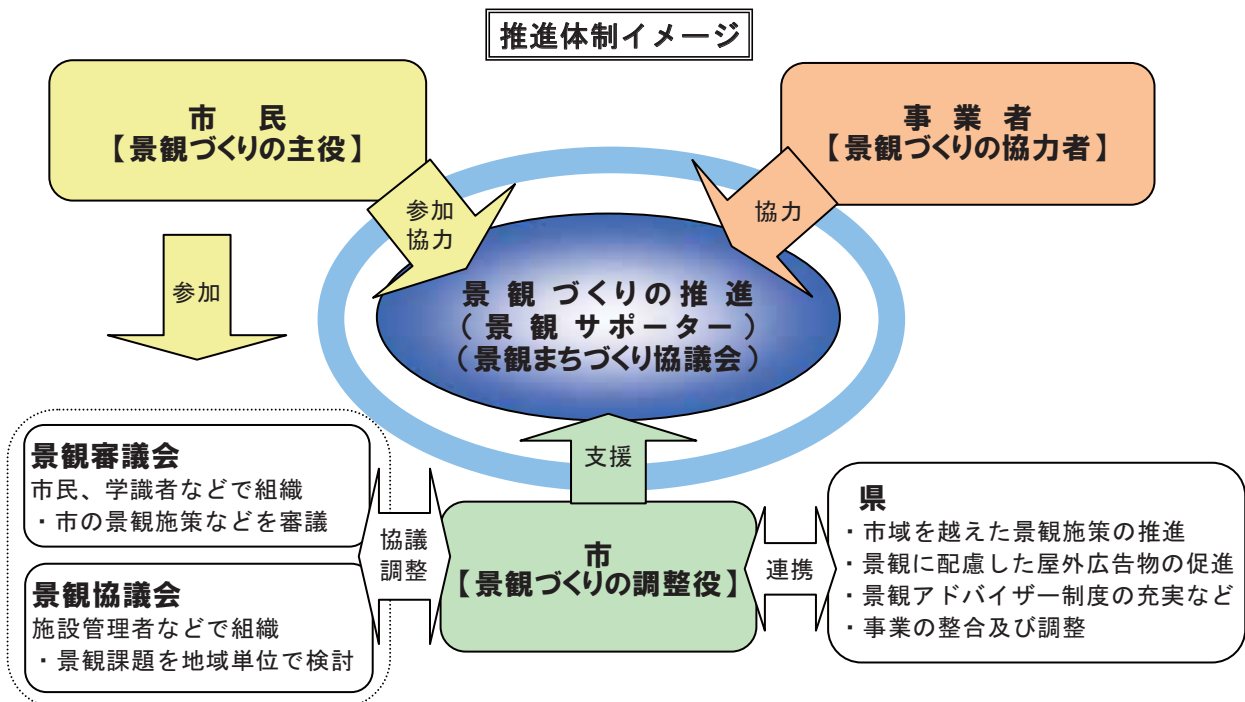 推進体制イメージ
市　民
【景観づくりの主役】
事 業 者
【景観づくりの協力者】
参加
協力
協力
参加
景 観 づくりの 推 進
（ 景 観 サポーター ）
（景観まちづくり協議会）
支援
景観審議会
市民、学識者などで組織
・市の景観施策などを審議
景観協議会
施設管理者などで組織
・景観課題を地域単位で検討
協議
調整
市
【景観づくりの調整役】
連携
県
・市域を越えた景観施策の推進
・景観に配慮した屋外広告物の促進
・景観アドバイザー制度の充実など
・事業の整合及び調整